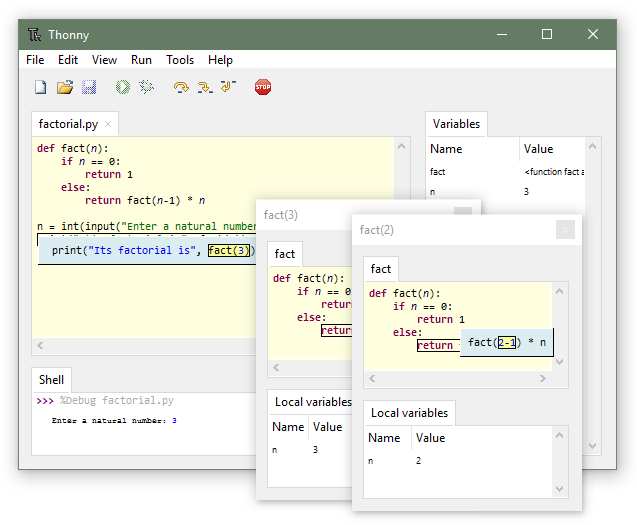 Thonny
File Edit View Run Tools Help
STOP
factorial.py
def fact(n):
if n == 0:
return 1
else:
return fact(n-1) * n
n = int(input("Enter a natural number
print("Its factorial is", fact(3))
Shell
>>> %Debug factorial.py
Enter a natural number: 3
Variables
Name Value
fact <function fact a
n 3
fact(3)
fact
def fact(n):
if n == 0:
return
else:
return
Local variables
Name Value
n 3
fact(2)
fact
def fact(n):
if n == 0:
return 1
else:
return
fact(2-1) * n
Local variables
Name Value
n 2